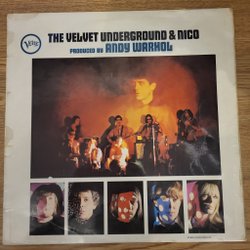 Verve
THE VELVET UNDERGROUND & NICO
PRODUCED BY ANDY WARHOL